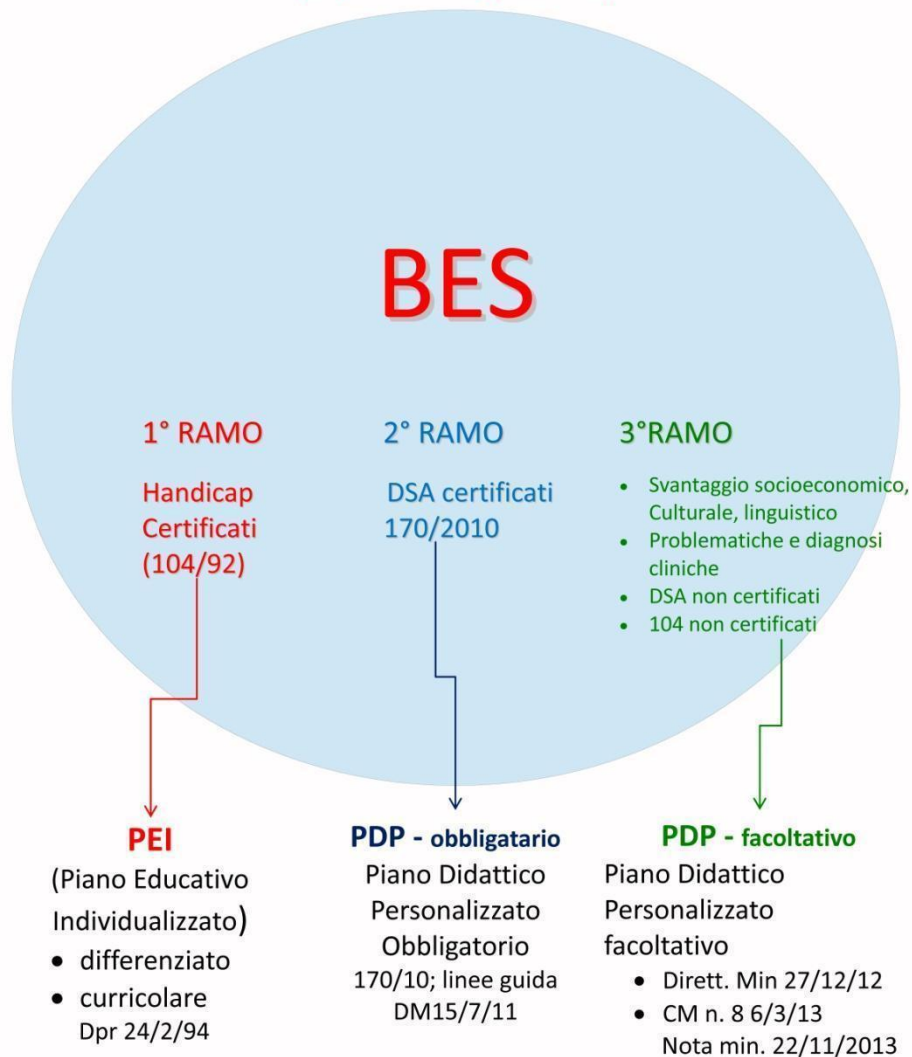 BES
1° RAMO
Handicap
Certificati
(104/92)
2° RAMO
DSA certificati
170/2010
3°RAMO
• Svantaggio socioeconomico,
Culturale, linguistico
• Problematiche e diagnosi
cliniche
• DSA non certificati
• 104 non certificati
PEI
(Piano Educativo
Individualizzato)
• differenziato
• curricolare
Dpr 24/2/94
PDP - obbligatario
Piano Didattico
Personalizzato
Obbligatorio
170/10; linee guida
DM15/7/11
PDP - facoltativo
Piano Didattico
Personalizzato
facoltativo
• Dirett. Min 27/12/12
• CM n. 8 6/3/13
Nota min. 22/11/2013